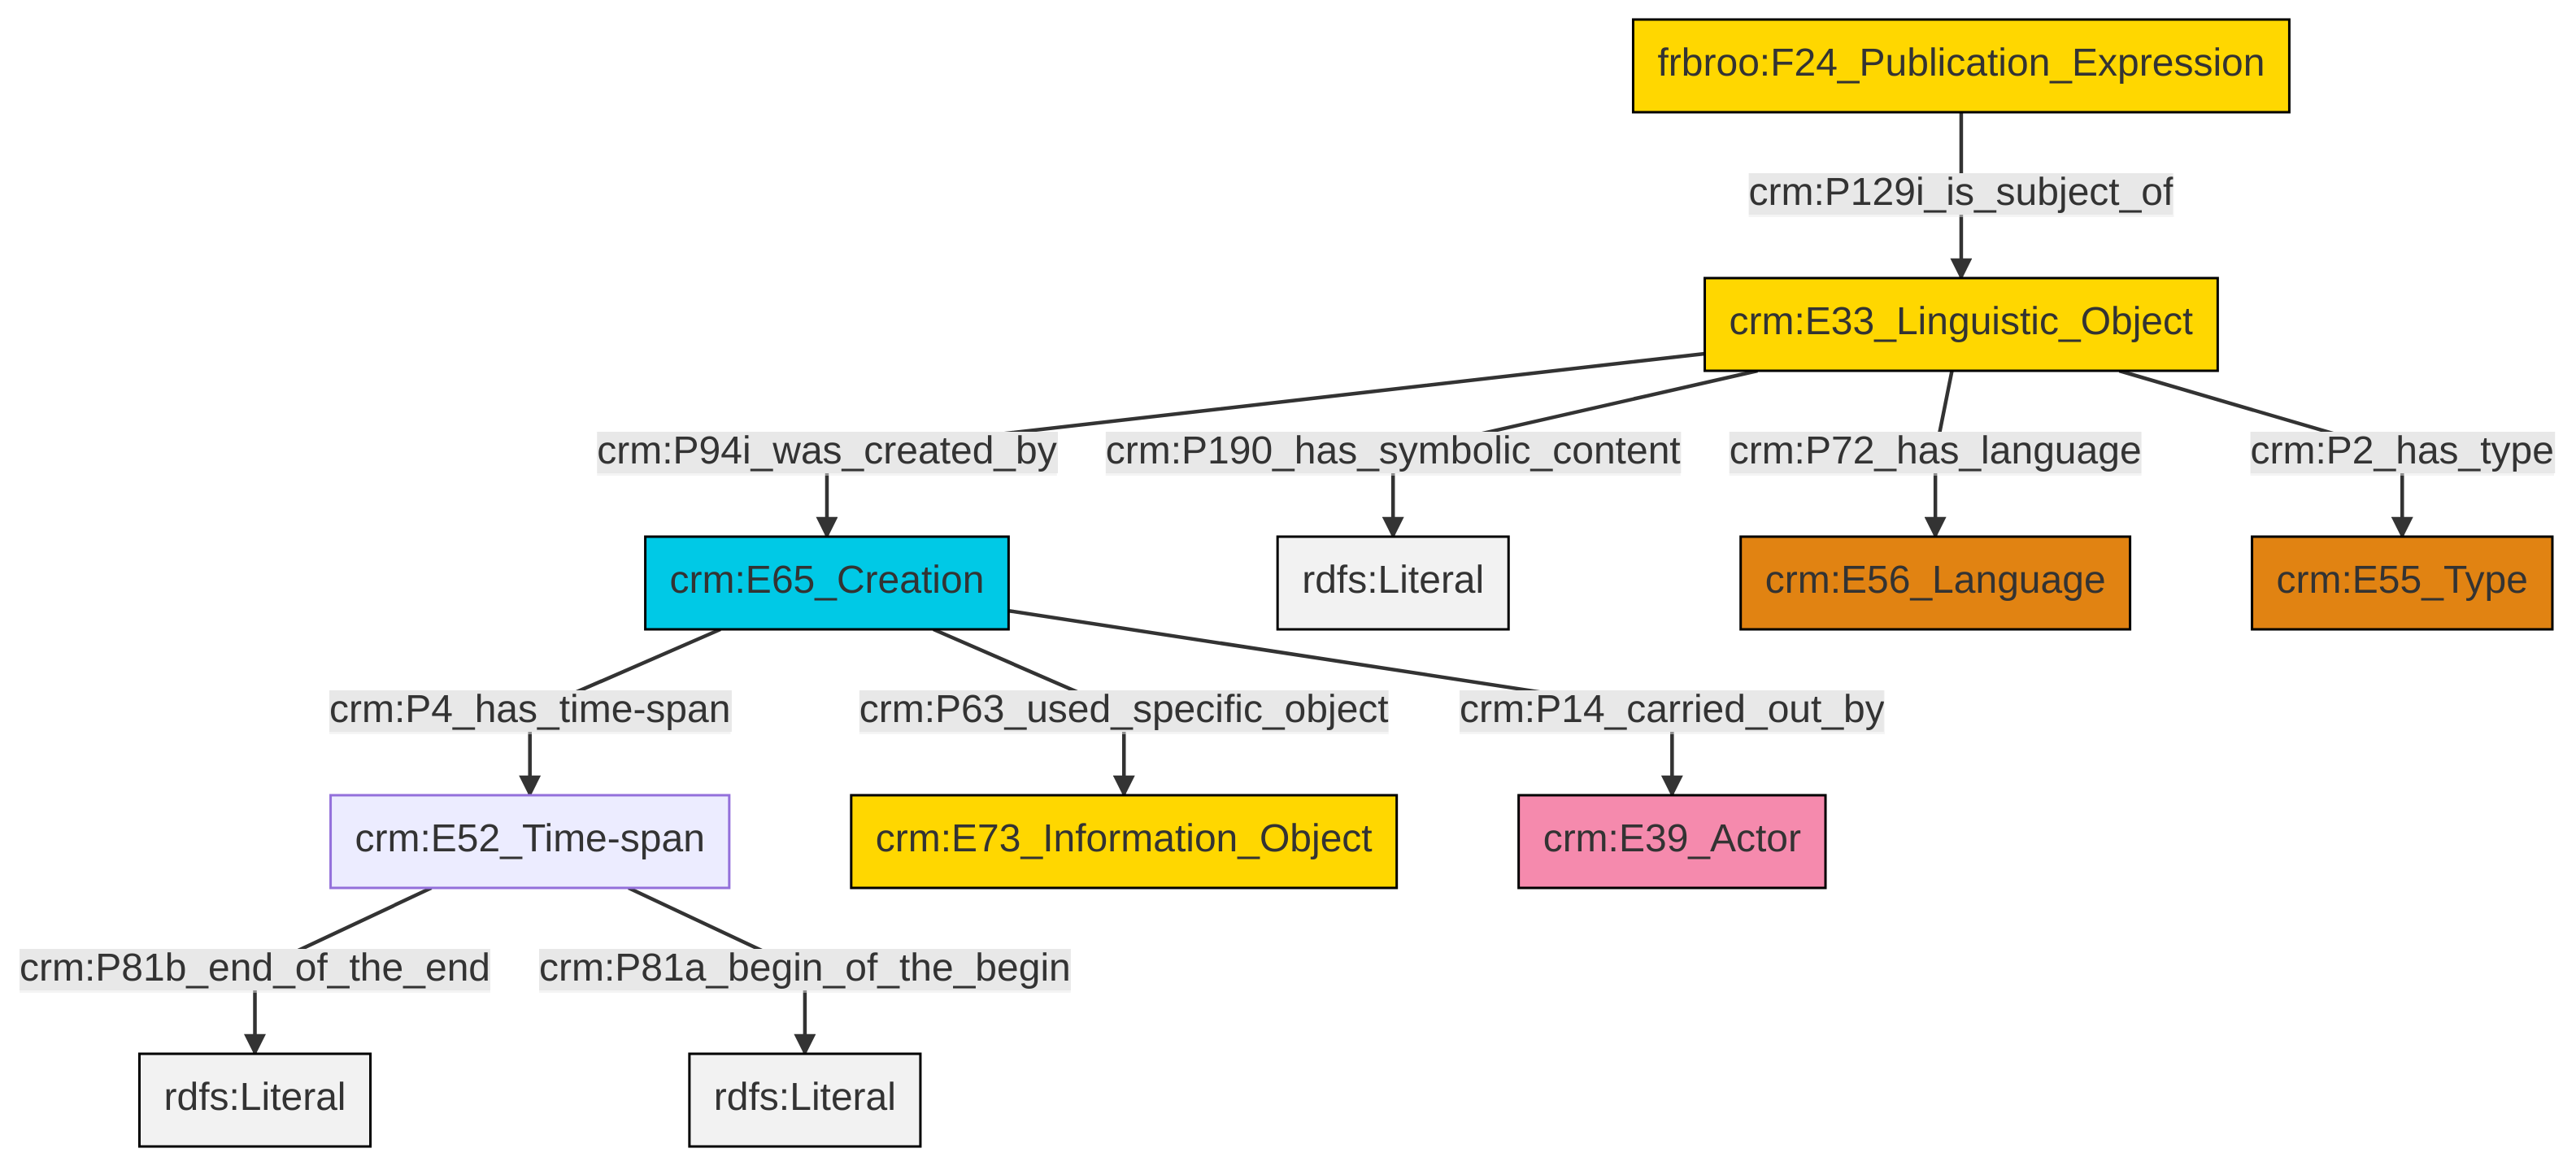 frbroo:F24_Publication_Expression
crm:P129i_is_subject_of
crm:E33_Linguistic_Object
crm:P94i_was_created_by
crm:P190_has_symbolic_content
crm:P72_has_language
crm:P2_has_type
crm:E65_Creation
rdfs:Literal
crm:E56_Language
crm:E55_Type
crm:P4_has_time-span
crm:P63_used_specific_object
crm:P14_carried_out_by
crm:E52_Time-span
crm:E73_Information_Object
crm:E39_Actor
crm:P81b_end_of_the_end
crm:P81a_begin_of_the_begin
rdfs:Literal
rdfs:Literal